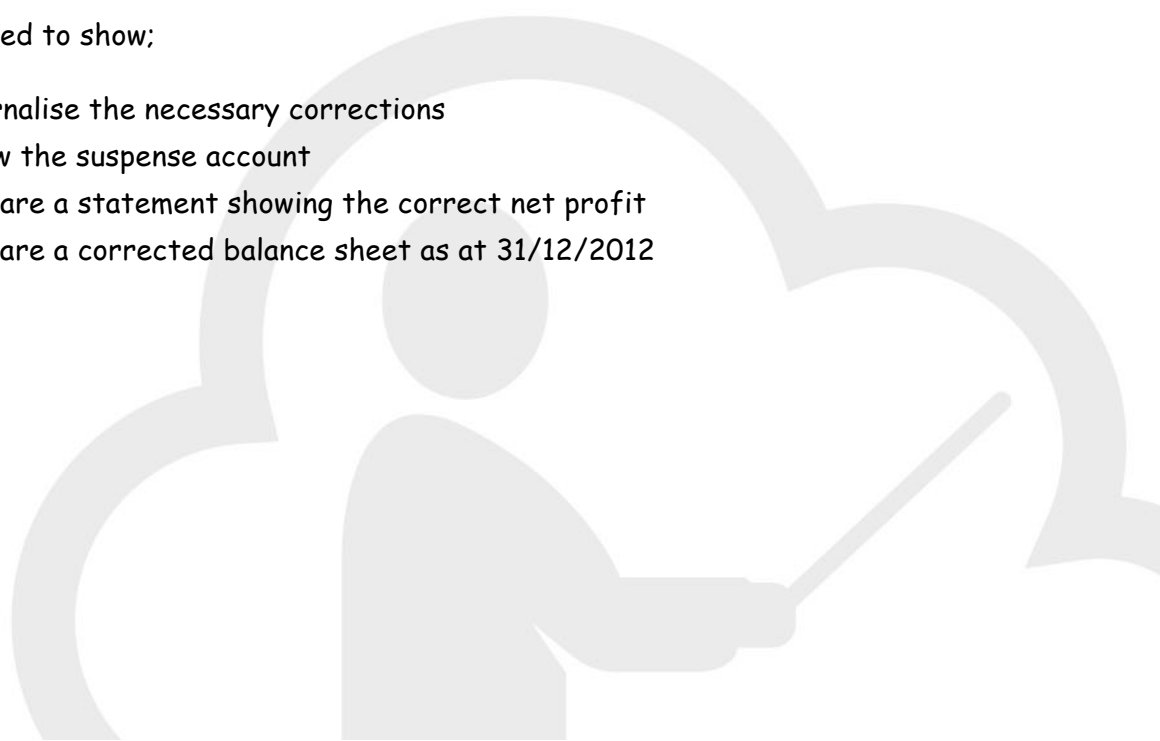 ed to show;
rnalise the necessary corrections
w the suspense account
are a statement showing the correct net profit
are a corrected balance sheet as at 31/12/2012